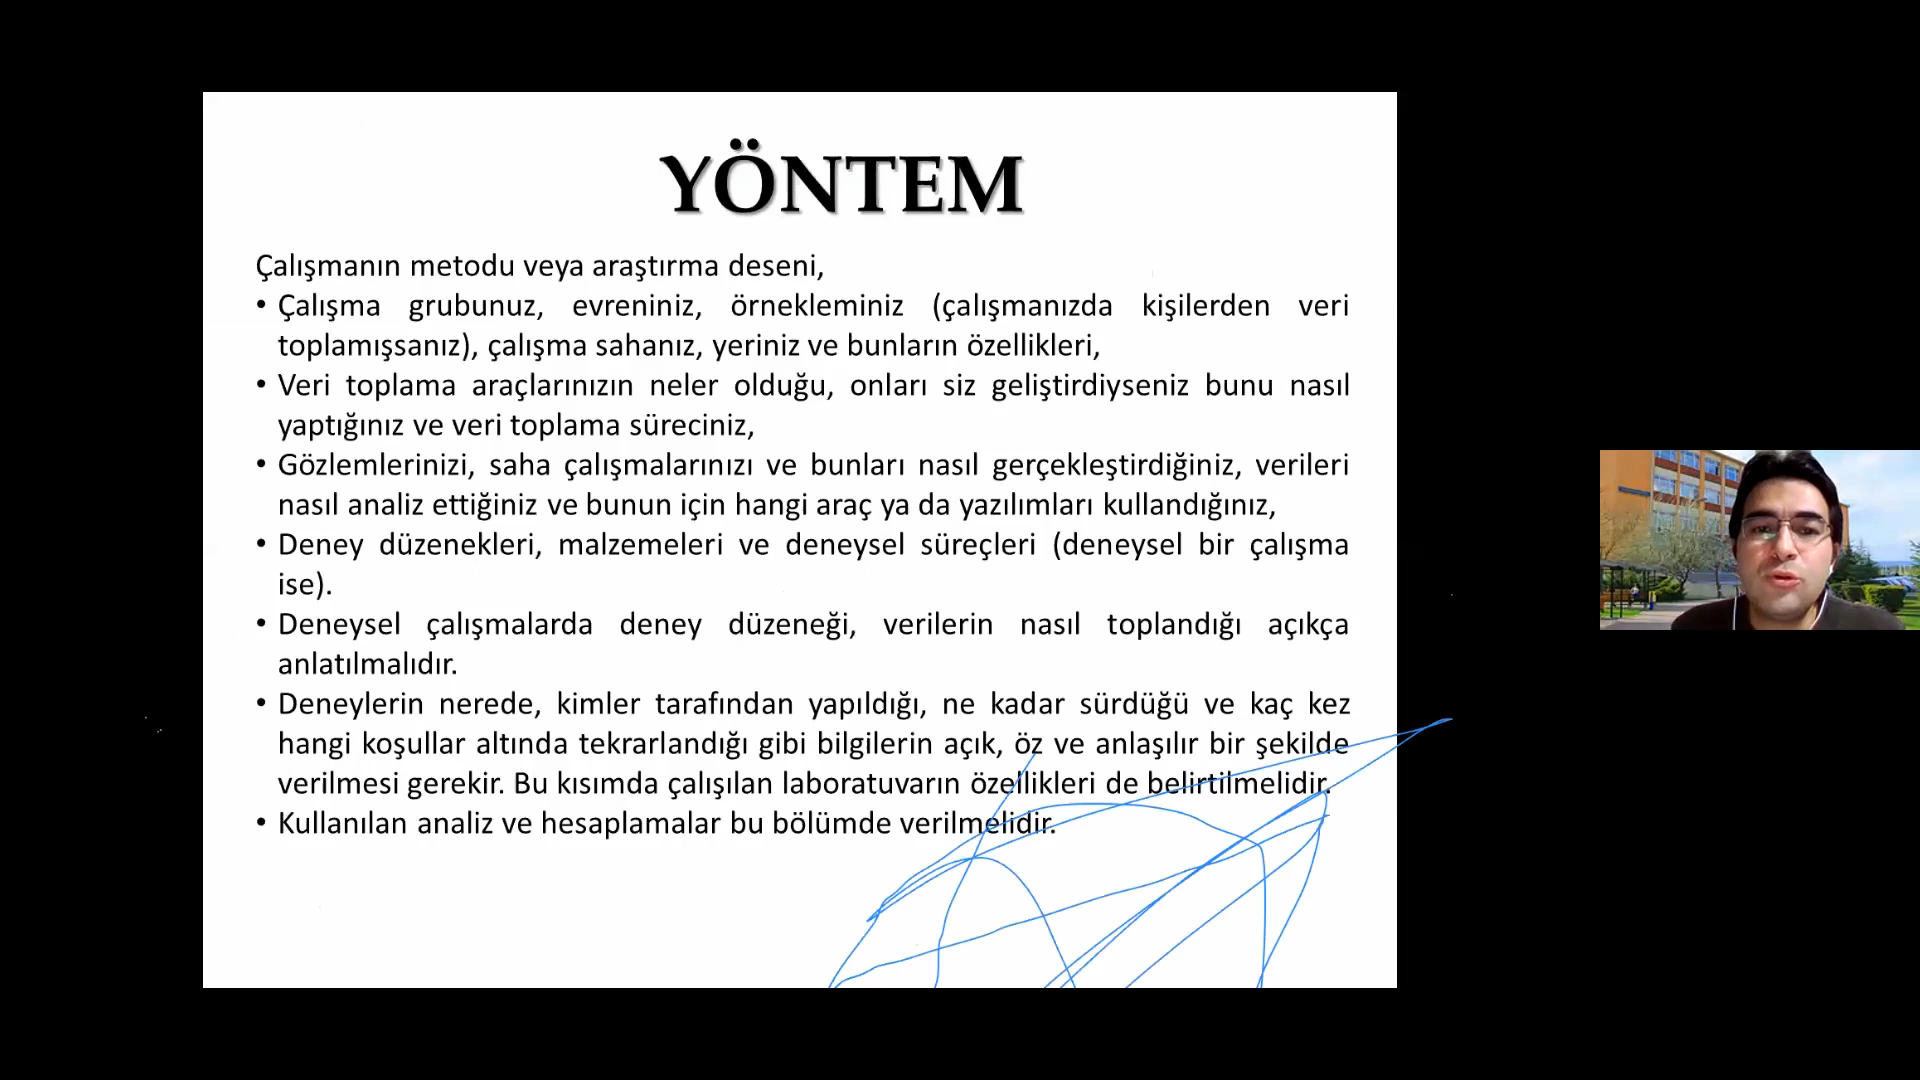 YÖNTEM
Çalışmanın metodu veya araştırma deseni,
• Çalışma grubunuz, evreniniz, örnekleminiz (çalışmanızda kişilerden veri
toplamışsanız), çalışma sahanız, yeriniz ve bunların özellikleri,
• Veri toplama araçlarınızın neler olduğu, onları siz geliştirdiyseniz bunu nasıl
yaptığınız ve veri toplama süreciniz,
• Gözlemlerinizi, saha çalışmalarınızı ve bunları nasıl gerçekleştirdiğiniz, verileri
nasıl analiz ettiğiniz ve bunun için hangi araç ya da yazılımları kullandığınız,
• Deney düzenekleri, malzemeleri ve deneysel süreçleri (deneysel bir çalışma
ise).
• Deneysel çalışmalarda deney düzeneği, verilerin nasıl toplandığı açıkça
anlatılmalıdır.
• Deneylerin nerede, kimler tarafından yapıldığı, ne kadar sürdüğü ve kaç kez
hangi koşullar altında tekrarlandığı gibi bilgilerin açık, öz ve anlaşılır bir şekilde
verilmesi gerekir. Bu kısımda çalışılan laboratuvarın özellikleri de belirtilmelidir.
• Kullanılan analiz ve hesaplamalar bu bölümde verilmelidir.